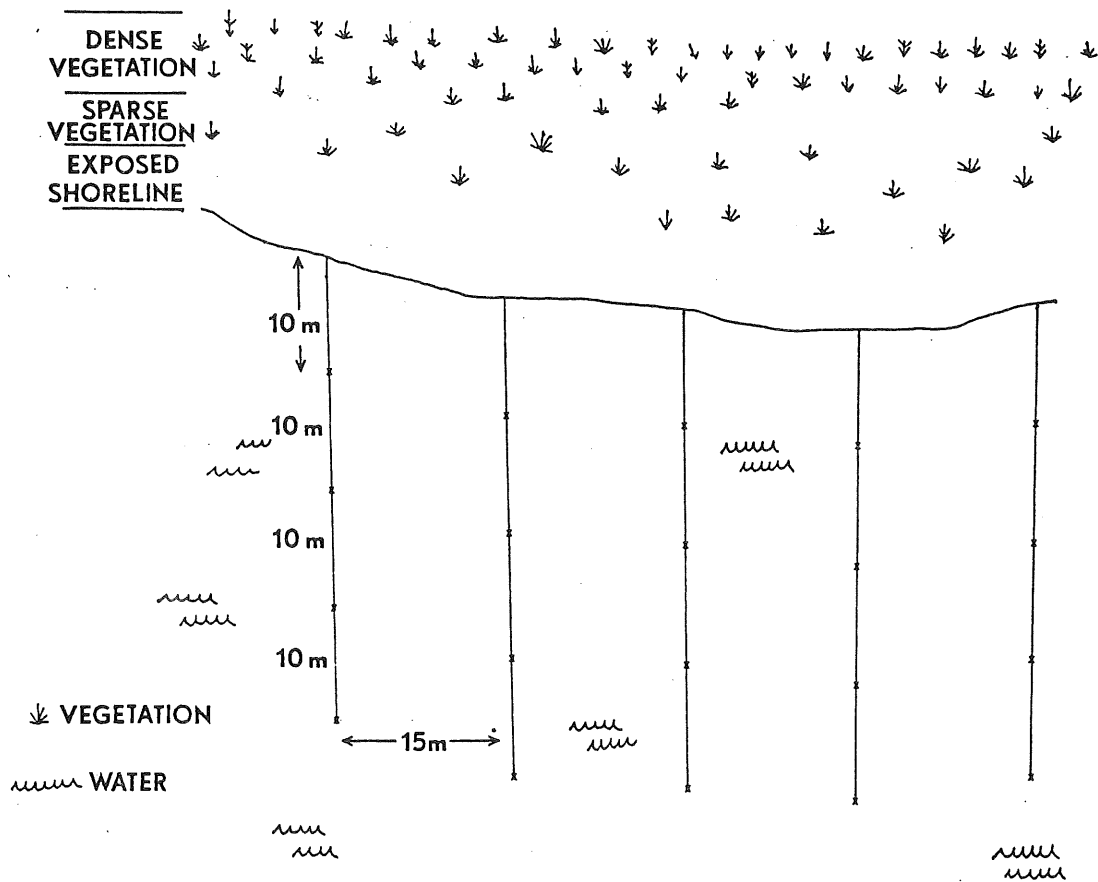 DENSE
VEGETATION
SPARSE
VEGETATION
EXPOSED
SHORELINE
10 m
10 m
10 m
10 m
15m
VEGETATION
WATER